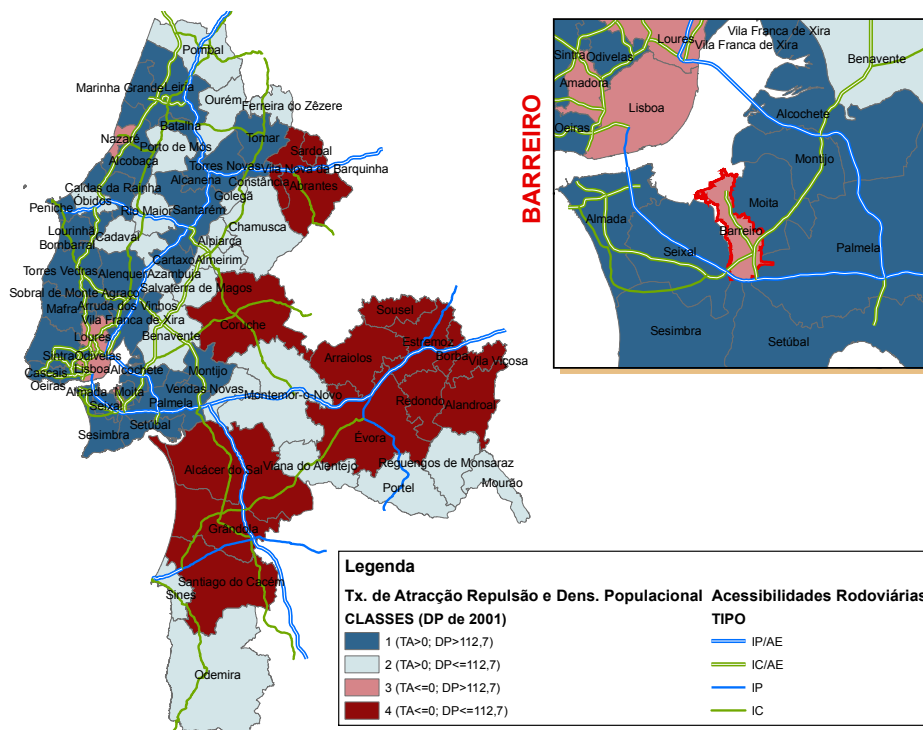 Pombal
Marinha Grande
Leiria
Ourém
Ferreira do Zêzere
Batalha
Nazaré
Porto de Mós
Tomar
Sardoal
Alcobaça
Torres Novas
Vila Nova da Barquinha
Alcanena
Constância
Abrantes
Caldas da Rainha
Golegã
Óbidos
Peniche
Rio Maior
Santarém
Chamusca
Lourinhã
Bombarral
Cadaval
Alpiarça
Cartaxo
Almeirim
Torres Vedras
Alenquer
Azambuja
Salvaterra de Magos
Sobral de Monte Agraço
Mafra
Arruda dos Vinhos
Vila Franca de Xira
Coruche
Sousel
Loures
Benavente
Estremoz
Sintra
Odivelas
Arraiolos
Borba
Vila Viçosa
Cascais
Lisboa
Alcochete
Montijo
Oeiras
Almada
Moita
Vendas Novas
Montemor-o-Novo
Redondo
Alandroal
Seixal
Palmela
Sesimbra
Setúbal
Évora
Alcácer do Sal
Viana do Alentejo
Reguengos de Monsaraz
Portel
Mourão
Grândola
Santiago do Cacém
Sines
Odemira
BARREIRO
Vila Franca de Xira
Loures
Vila Franca de Xira
Sintra
Odivelas
Benavente
Amadora
Lisboa
Alcochete
Oeiras
Montijo
Moita
Almada
Barreiro
Seixal
Palmela
Sesimbra
Setúbal
Legenda
Tx. de Atracção Repulsão e Dens. Populacional
CLASSES (DP de 2001)
1 (TA>0; DP>112,7)
2 (TA>0; DP<=112,7)
3 (TA<=0; DP>112,7)
4 (TA<=0; DP<=112,7)
Acessibilidades Rodoviárias
TIPO
IP/AE
IC/AE
IP
IC